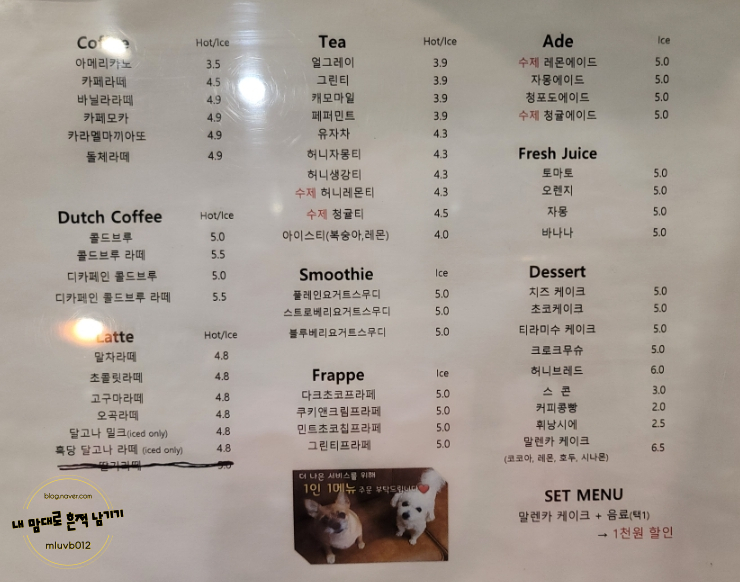 Coffee Hot/Ice
아메리카노 3.5
카페라떼 4.5
바닐라라떼 4.9
카페모카 4.9
카라멜마끼아또 4.9
돌체라떼 4.9
Dutch Coffee Hot/Ice
콜드브루 5.0
콜드브루 라떼 5.5
디카페인 콜드브루 5.0
디카페인 콜드브루 라떼 5.5
Latte Hot/Ice
말차라떼 4.8
초콜릿라떼 4.8
고구마라떼 4.8
오곡라떼 4.8
달고나 밀크(iced only) 4.8
흑당 달고나 라떼 (iced only) 4.8
딸기라떼 5.0
Tea Hot/Ice
얼그레이 3.9
그린티 3.9
캐모마일 3.9
페퍼민트 3.9
유자차 4.3
허니자몽티 4.3
허니생강티 4.3
수제 허니레몬티 4.3
수제 청귤티 4.5
아이스티(복숭아,레몬) 4.0
Smoothie Ice
플레인요거트스무디 5.0
스트로베리요거트스무디 5.0
블루베리요거트스무디 5.0
Frappe Ice
다크초코프라페 5.0
쿠키앤크림프라페 5.0
민트초코칩프라페 5.0
그린티프라페 5.0
더 나은 서비스를 위해
1인 1메뉴 주문 부탁드립니다
Ade Ice
수제 레몬에이드 5.0
자몽에이드 5.0
청포도에이드 5.0
수제 청귤에이드 5.0
Fresh Juice
토마토 5.0
오렌지 5.0
자몽 5.0
바나나 5.0
Dessert
치즈 케이크 5.0
초코케이크 5.0
티라미수 케이크 5.0
크로크무슈 5.0
허니브레드 6.0
스 콘 3.0
커피콩빵 2.0
휘낭시에 2.5
말렌카 케이크 6.5
(코코아, 레몬, 호두, 시나몬)
SET MENU
말렌카 케이크 + 음료(택1)
→ 1천원 할인
blog.naver.com
내 맘대로 흔적 남기기
mluvb012